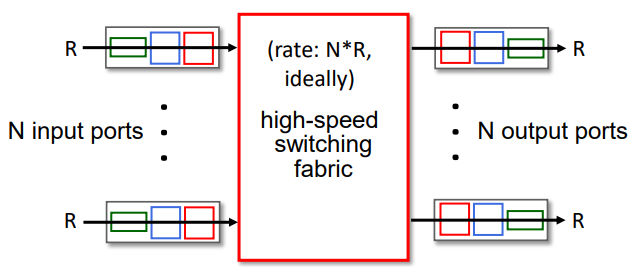 R
(rate: N*R,
ideally)
R
N input ports
high-speed
switching
fabric
N output ports
R
R